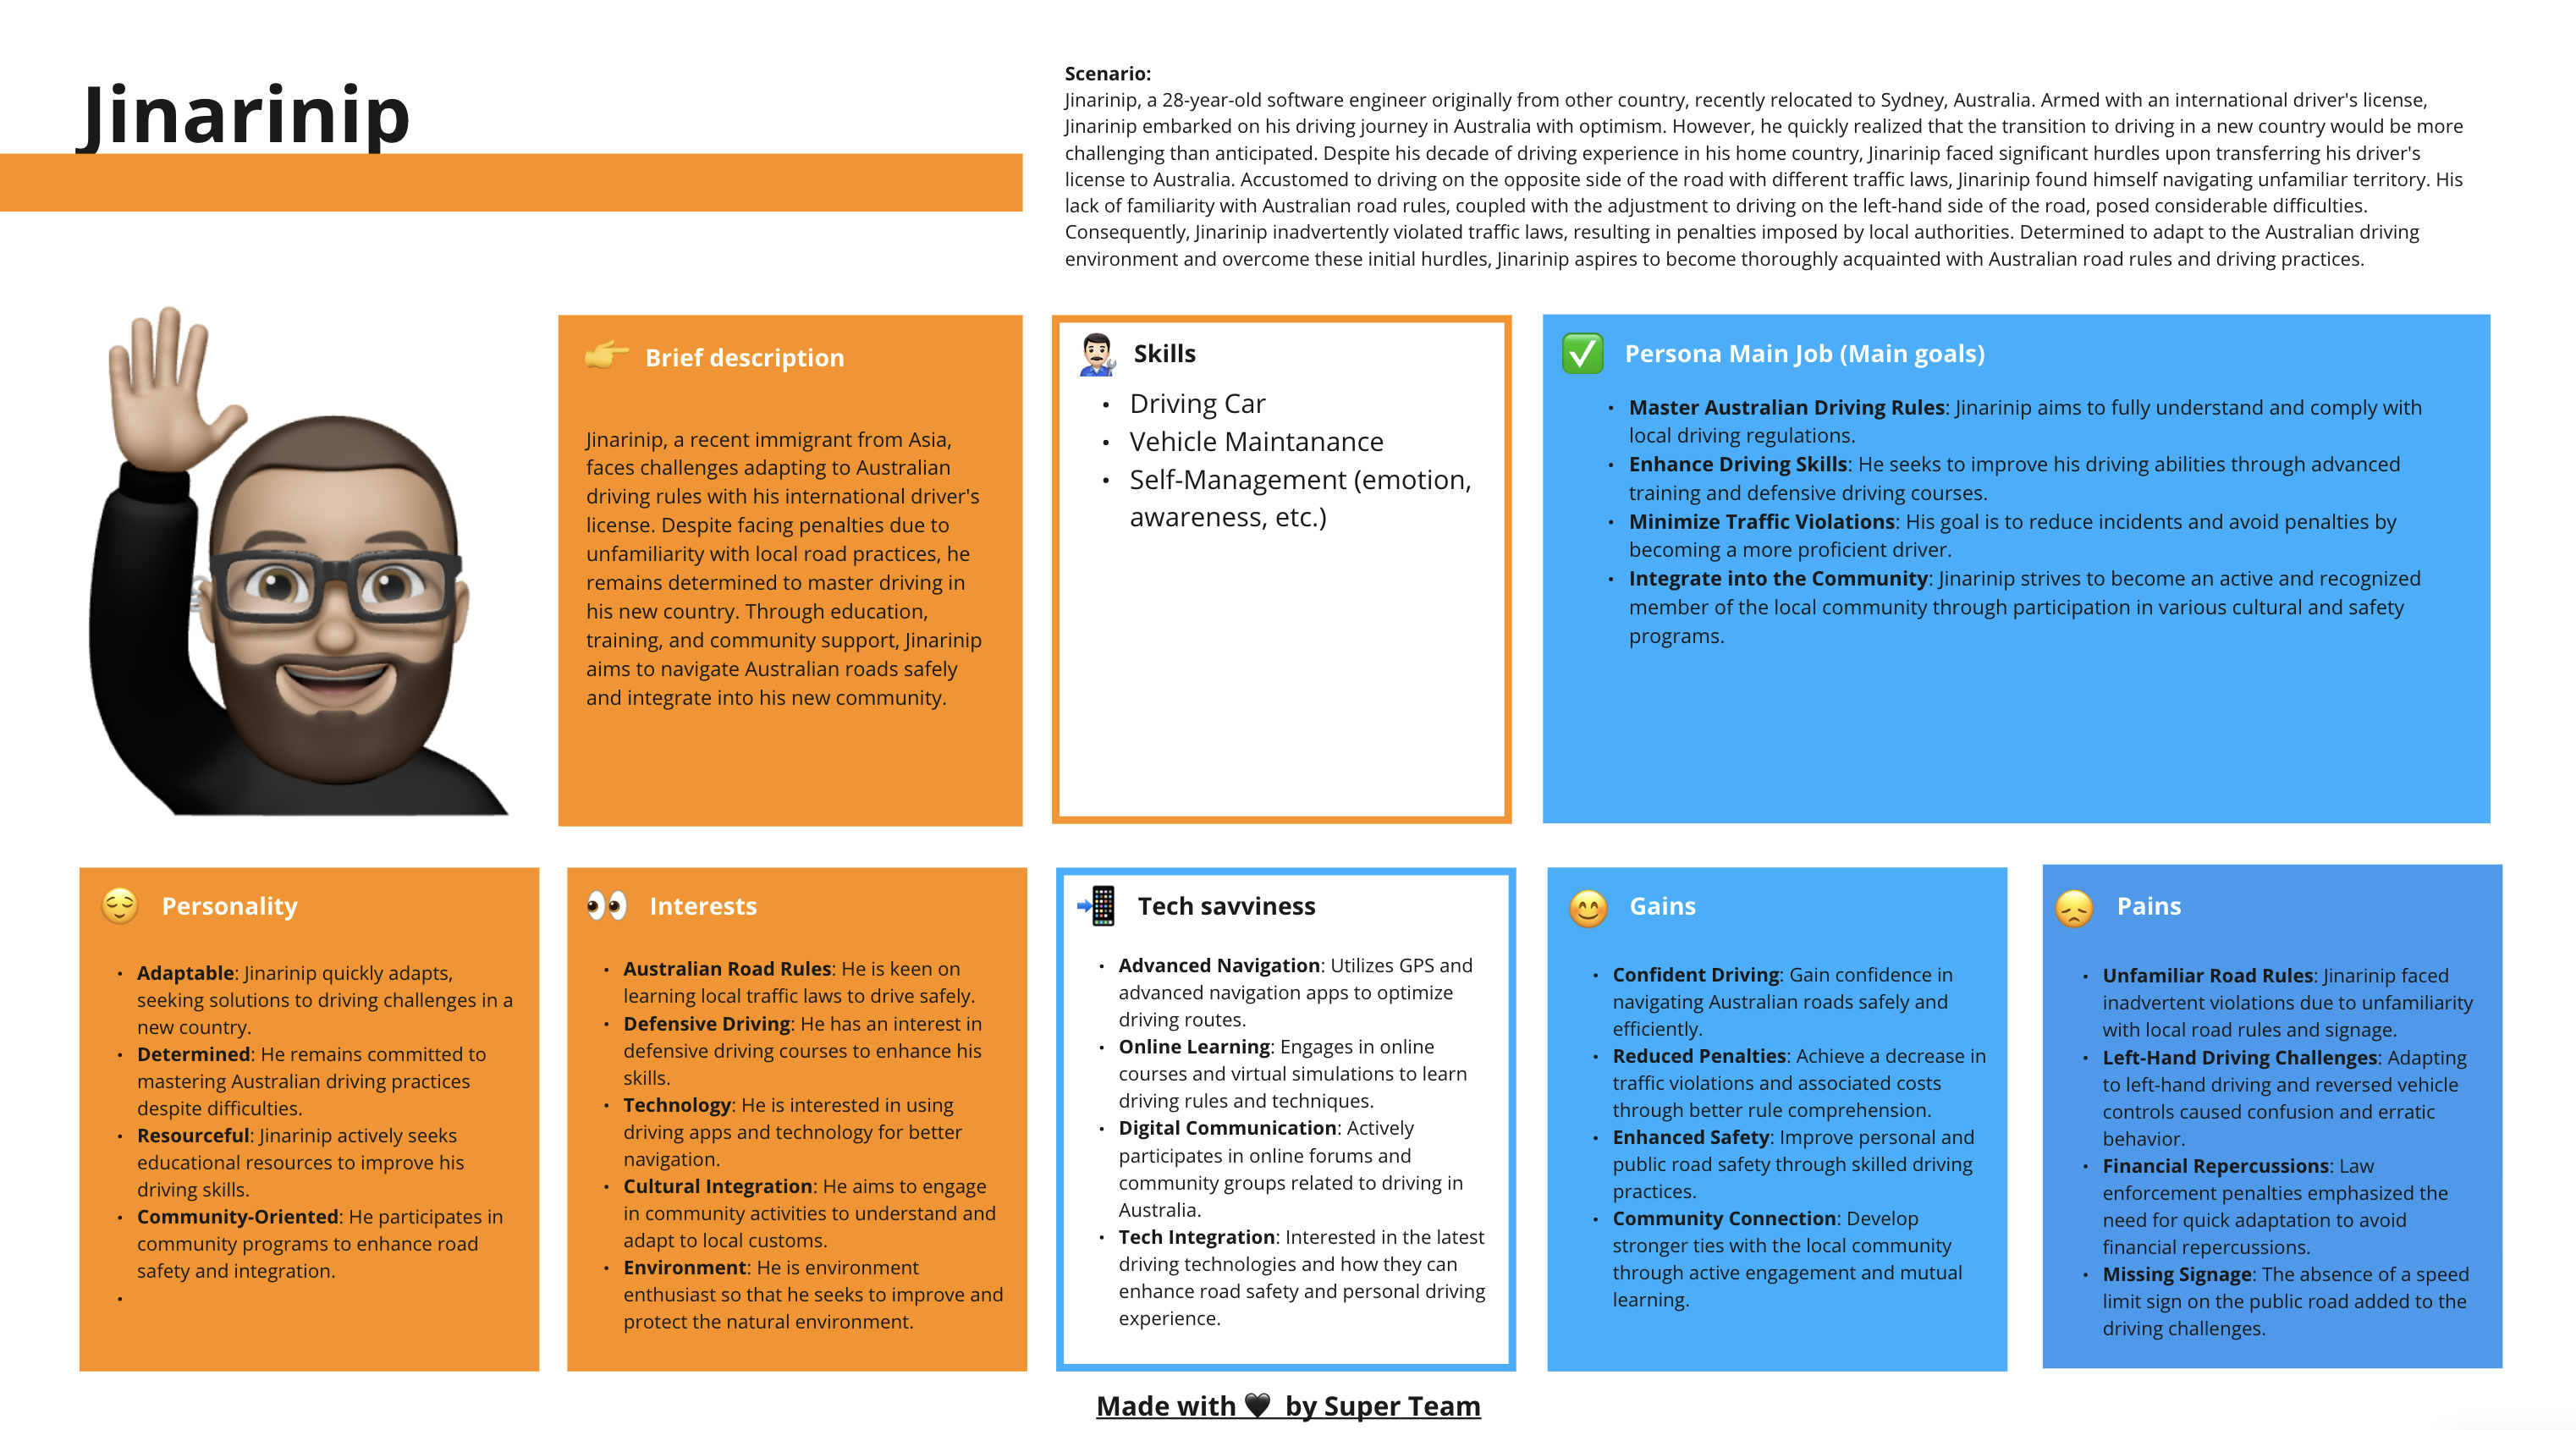 Jinarinip
Scenario:
Jinarinip, a 28-year-old software engineer originally from other country, recently relocated to Sydney, Australia. Armed with an international driver's license,
Jinarinip embarked on his driving journey in Australia with optimism. However, he quickly realized that the transition to driving in a new country would be more
challenging than anticipated. Despite his decade of driving experience in his home country, Jinarinip faced significant hurdles upon transferring his driver's
license to Australia. Accustomed to driving on the opposite side of the road with different traffic laws, Jinarinip found himself navigating unfamiliar territory. His
lack of familiarity with Australian road rules, coupled with the adjustment to driving on the left-hand side of the road, posed considerable difficulties.
Consequently, Jinarinip inadvertently violated traffic laws, resulting in penalties imposed by local authorities. Determined to adapt to the Australian driving
environment and overcome these initial hurdles, Jinarinip aspires to become thoroughly acquainted with Australian road rules and driving practices.
Brief description
Jinarinip, a recent immigrant from Asia,
faces challenges adapting to Australian
driving rules with his international driver's
license. Despite facing penalties due to
unfamiliarity with local road practices, he
remains determined to master driving in
his new country. Through education,
training, and community support, Jinarinip
aims to navigate Australian roads safely
and integrate into his new community.
Skills
• Driving Car
• Vehicle Maintanance
• Self-Management (emotion,
awareness, etc.)
Persona Main Job (Main goals)
• Master Australian Driving Rules: Jinarinip aims to fully understand and comply with
local driving regulations.
• Enhance Driving Skills: He seeks to improve his driving abilities through advanced
training and defensive driving courses.
• Minimize Traffic Violations: His goal is to reduce incidents and avoid penalties by
becoming a more proficient driver.
• Integrate into the Community: Jinarinip strives to become an active and recognized
member of the local community through participation in various cultural and safety
programs.
Personality
• Adaptable: Jinarinip quickly adapts,
seeking solutions to driving challenges in a
new country.
• Determined: He remains committed to
mastering Australian driving practices
despite difficulties.
• Resourceful: Jinarinip actively seeks
educational resources to improve his
driving skills.
• Community-Oriented: He participates in
community programs to enhance road
safety and integration.
•
Interests
• Australian Road Rules: He is keen on
learning local traffic laws to drive safely.
• Defensive Driving: He has an interest in
defensive driving courses to enhance his
skills.
• Technology: He is interested in using
driving apps and technology for better
navigation.
• Cultural Integration: He aims to engage
in community activities to understand and
adapt to local customs.
• Environment: He is environment
enthusiast so that he seeks to improve and
protect the natural environment.
Tech savviness
• Advanced Navigation: Utilizes GPS and
advanced navigation apps to optimize
driving routes.
• Online Learning: Engages in online
courses and virtual simulations to learn
driving rules and techniques.
• Digital Communication: Actively
participates in online forums and
community groups related to driving in
Australia.
• Tech Integration: Interested in the latest
driving technologies and how they can
enhance road safety and personal driving
experience.
Gains
• Confident Driving: Gain confidence in
navigating Australian roads safely and
efficiently.
• Reduced Penalties: Achieve a decrease in
traffic violations and associated costs
through better rule comprehension.
• Enhanced Safety: Improve personal and
public road safety through skilled driving
practices.
• Community Connection: Develop
stronger ties with the local community
through active engagement and mutual
learning.
Pains
• Unfamiliar Road Rules: Jinarinip faced
inadvertent violations due to unfamiliarity
with local road rules and signage.
• Left-Hand Driving Challenges: Adapting
to left-hand driving and reversed vehicle
controls caused confusion and erratic
behavior.
• Financial Repercussions: Law
enforcement penalties emphasized the
need for quick adaptation to avoid
financial repercussions.
• Missing Signage: The absence of a speed
limit sign on the public road added to the
driving challenges.
Made with 🖤 by Super Team